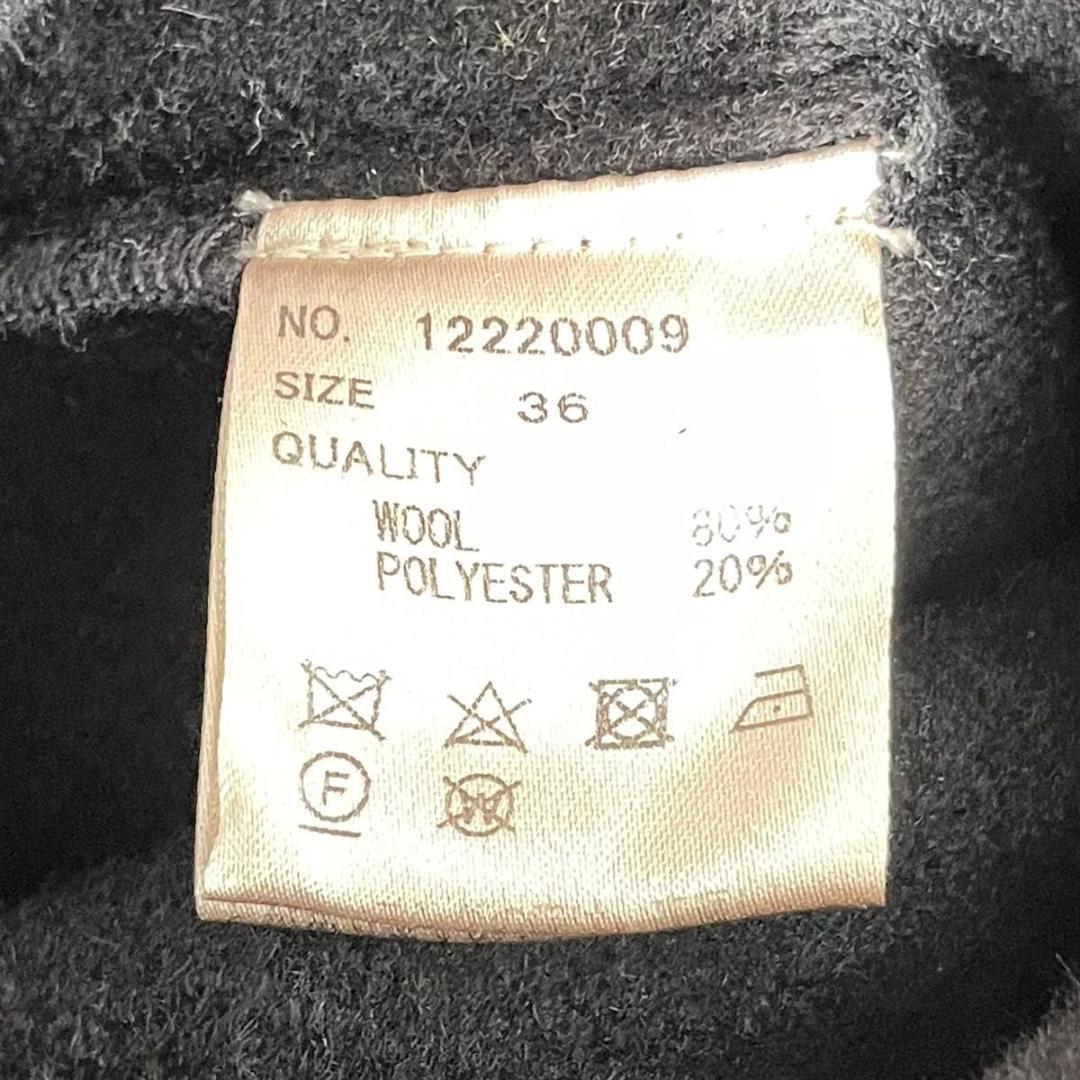 NO. 12220009
SIZE 36
QUALITY
WOOL 80%
POLYESTER 20%
F
W